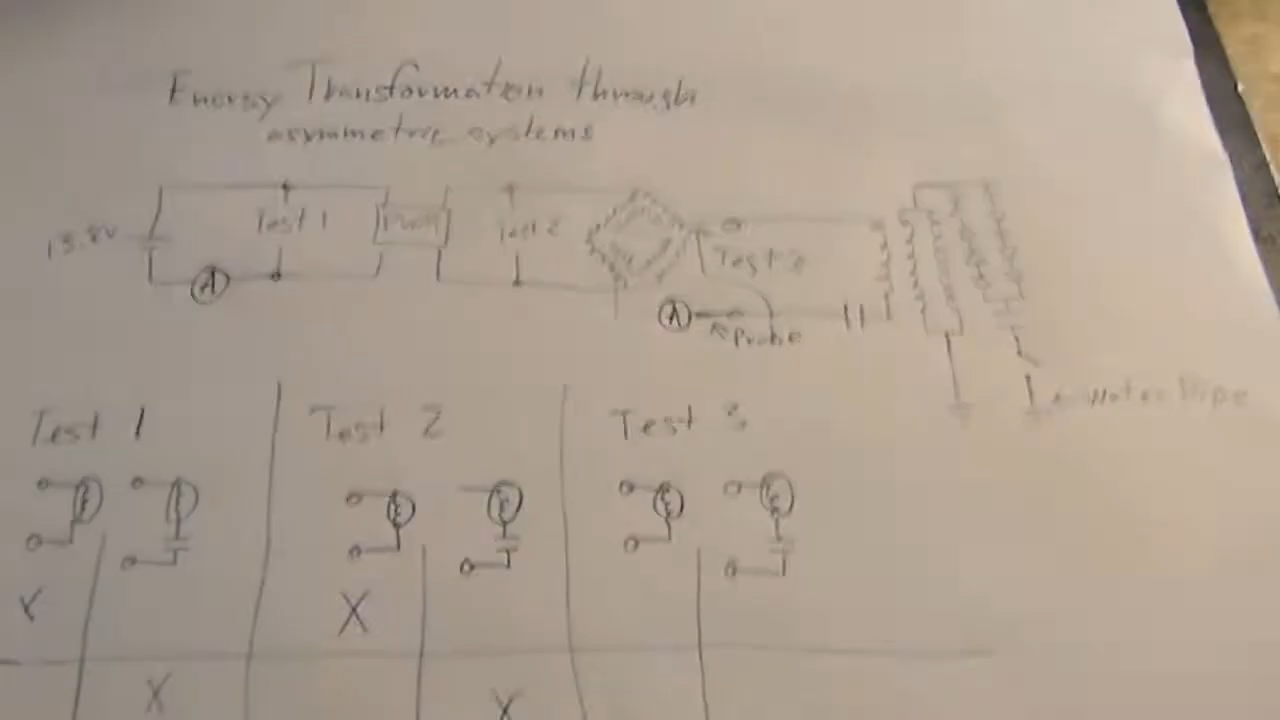 Energy Transformation through
asymmetric systems
13.8V
Test 1
PWM
Test 2
Test 3
A
A
Probe
Water Pipe
Test 1
Test 2
Test 3
X
X
X
X